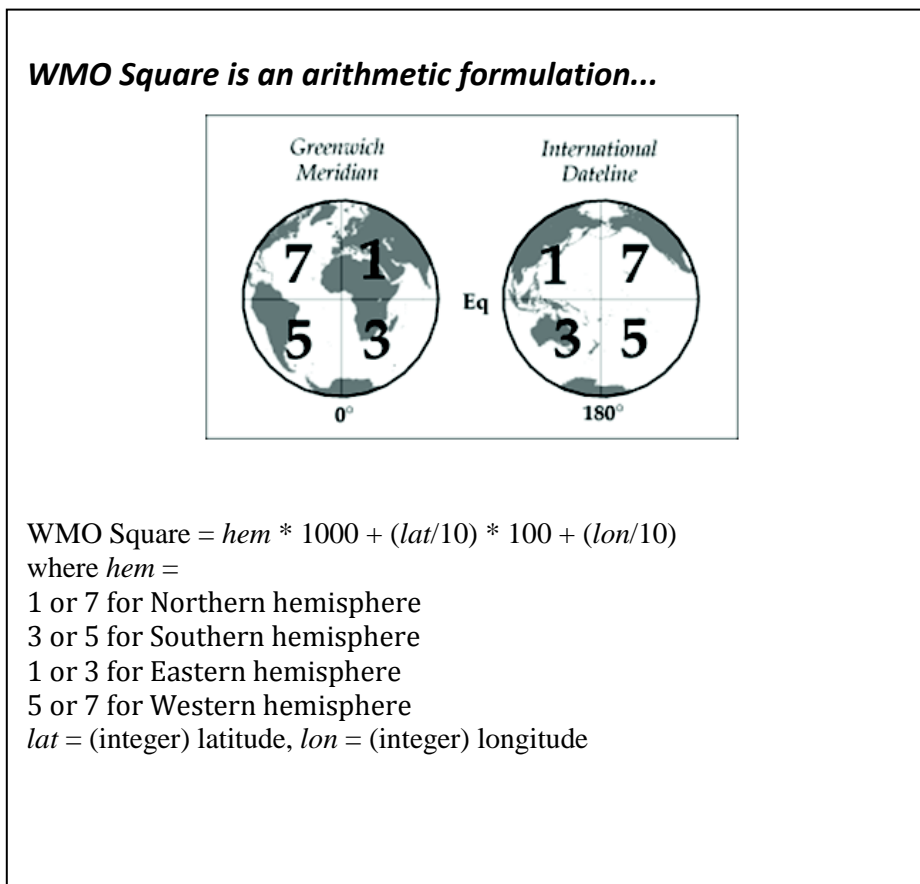 WMO Square is an arithmetic formulation...
Greenwich
Meridian
International
Dateline
7 1
1 7
Eq
5 3
3 5
0°
180°
WMO Square = hem * 1000 + (lat/10) * 100 + (lon/10)
where hem =
1 or 7 for Northern hemisphere
3 or 5 for Southern hemisphere
1 or 3 for Eastern hemisphere
5 or 7 for Western hemisphere
lat = (integer) latitude, lon = (integer) longitude